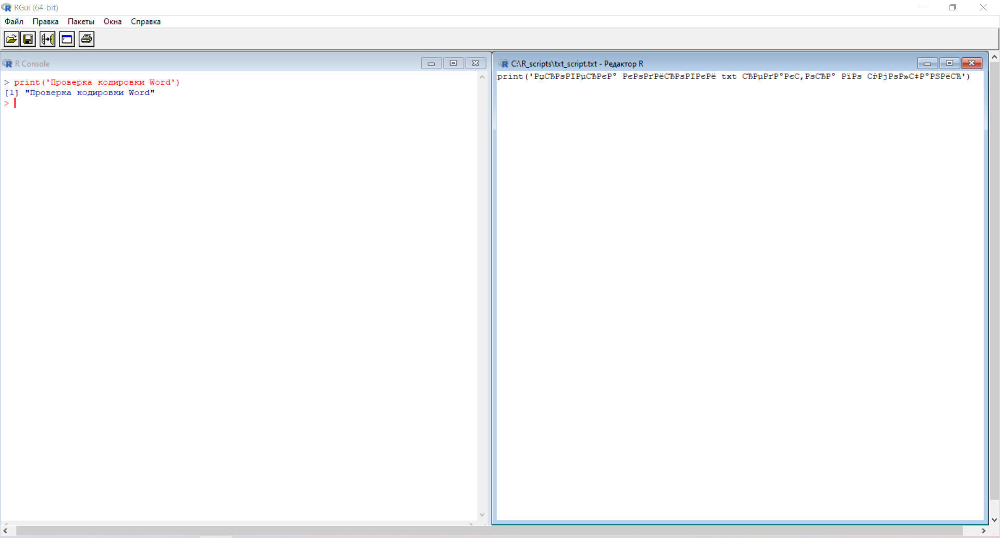 RGui (64-bit)
Файл Правка Пакеты Окна Справка
R Console
> print('Проверка кодировки Word')
[1] "Проверка кодировки Word"
>
C:\R_scripts\txt_script.txt - Редактор R
print('РџСЂРѕРІРµСЂРєР° РєРѕРґРёСЂРѕРІРєРё txt СЂРµРґР°РєС‚РѕСЂР° РїРѕ СѓРјРѕР»С‡Р°РЅРёСЋ')